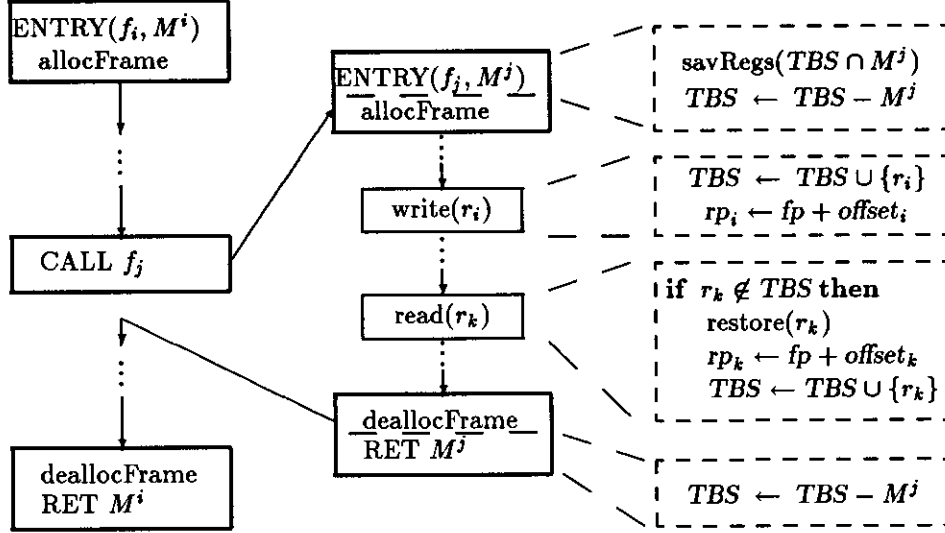 ENTRY(f_i, M^i)
allocFrame
⋮
CALL f_j
⋮
deallocFrame
RET M^i
ENTRY(f_j, M^j)
allocFrame
⋮
write(r_i)
⋮
read(r_k)
⋮
deallocFrame
RET M^j
savRegs(TBS ∩ M^j)
TBS ← TBS − M^j
TBS ← TBS ∪ {r_i}
rp_i ← fp + offset_i
if r_k ∉ TBS then
restore(r_k)
rp_k ← fp + offset_k
TBS ← TBS ∪ {r_k}
TBS ← TBS − M^j